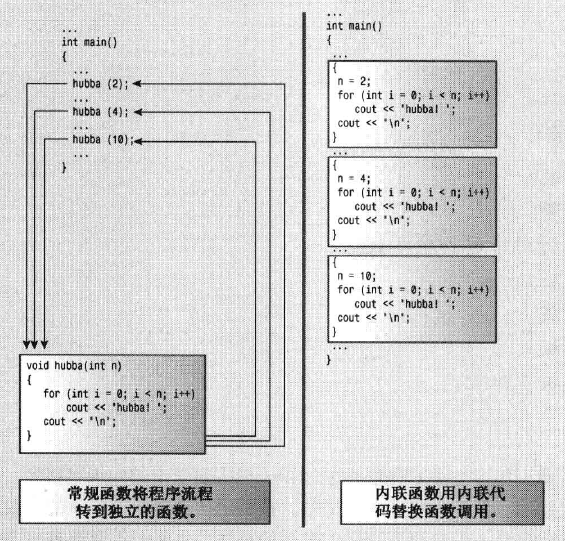 ...
int main()
{
...
hubba (2);
...
hubba (4);
...
hubba (10);
...
}
void hubba(int n)
{
for (int i = 0; i < n; i++)
cout << "hubba! ";
cout << "\n";
}
常规函数将程序流程
转到独立的函数。
...
int main()
{
...
{
n = 2;
for (int i = 0; i < n; i++)
cout << "hubba! ";
cout << "\n";
}
...
{
n = 4;
for (int i = 0; i < n; i++)
cout << "hubba! ";
cout << "\n";
}
...
{
n = 10;
for (int i = 0; i < n; i++)
cout << "hubba! ";
cout << "\n";
}
...
}
内联函数用内联代
码替换函数调用。